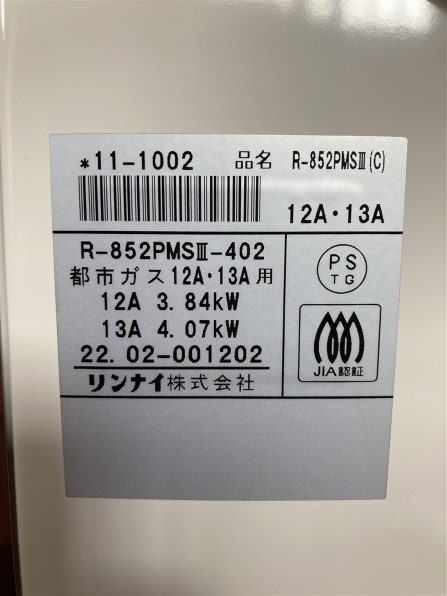 *11-1002 品名 R-852PMSⅢ(C)
12A・13A
R-852PMSⅢ-402
都市ガス12A・13A用
12A 3.84kW
13A 4.07kW
22.02-001202
リンナイ株式会社
PS
TG
JIA認証